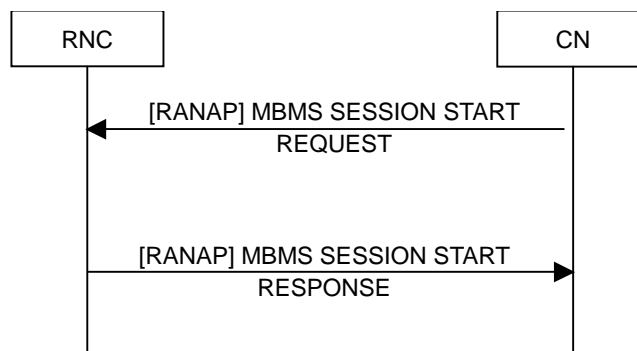 RNC
CN
[RANAP] MBMS SESSION START
REQUEST
[RANAP] MBMS SESSION START
RESPONSE